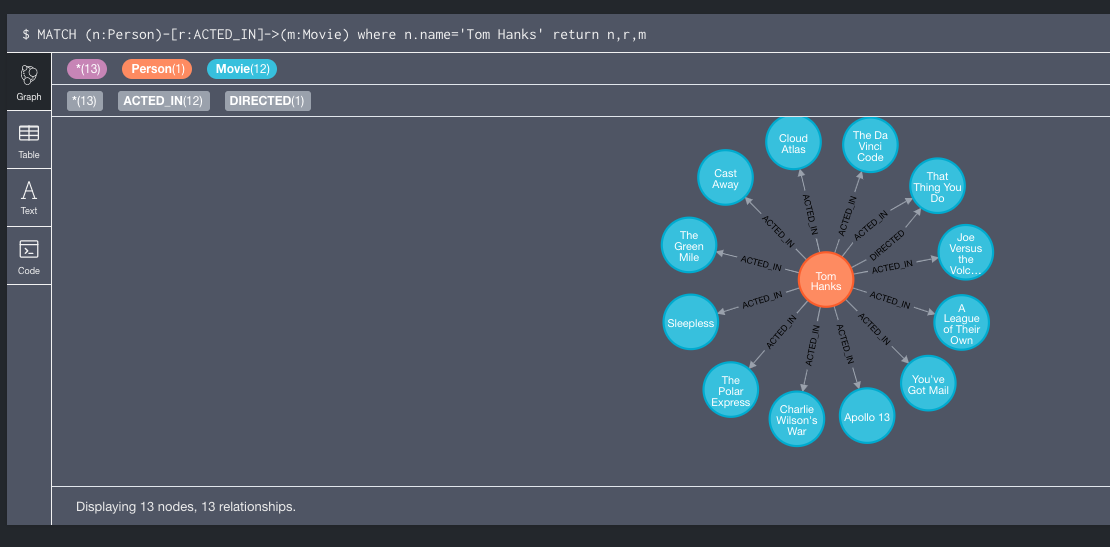 $ MATCH (n:Person)-[r:ACTED_IN]->(m:Movie) where n.name='Tom Hanks' return n,r,m
Graph
*(13) Person(1) Movie(12)
*(13) ACTED_IN(12) DIRECTED(1)
Table
Text
Code
Cloud
Atlas
The Da
Vinci
Code
Cast
Away
That
Thing You
Do
The
Green
Mile
Joe
Versus
the
Volc...
Tom
Hanks
Sleepless
A
League
of Their
Own
The
Polar
Express
You've
Got Mail
Charlie
Wilson's
War
Apollo 13
ACTED_IN
ACTED_IN
ACTED_IN
ACTED_IN
DIRECTED
ACTED_IN
ACTED_IN
ACTED_IN
ACTED_IN
ACTED_IN
ACTED_IN
ACTED_IN
ACTED_IN
Displaying 13 nodes, 13 relationships.